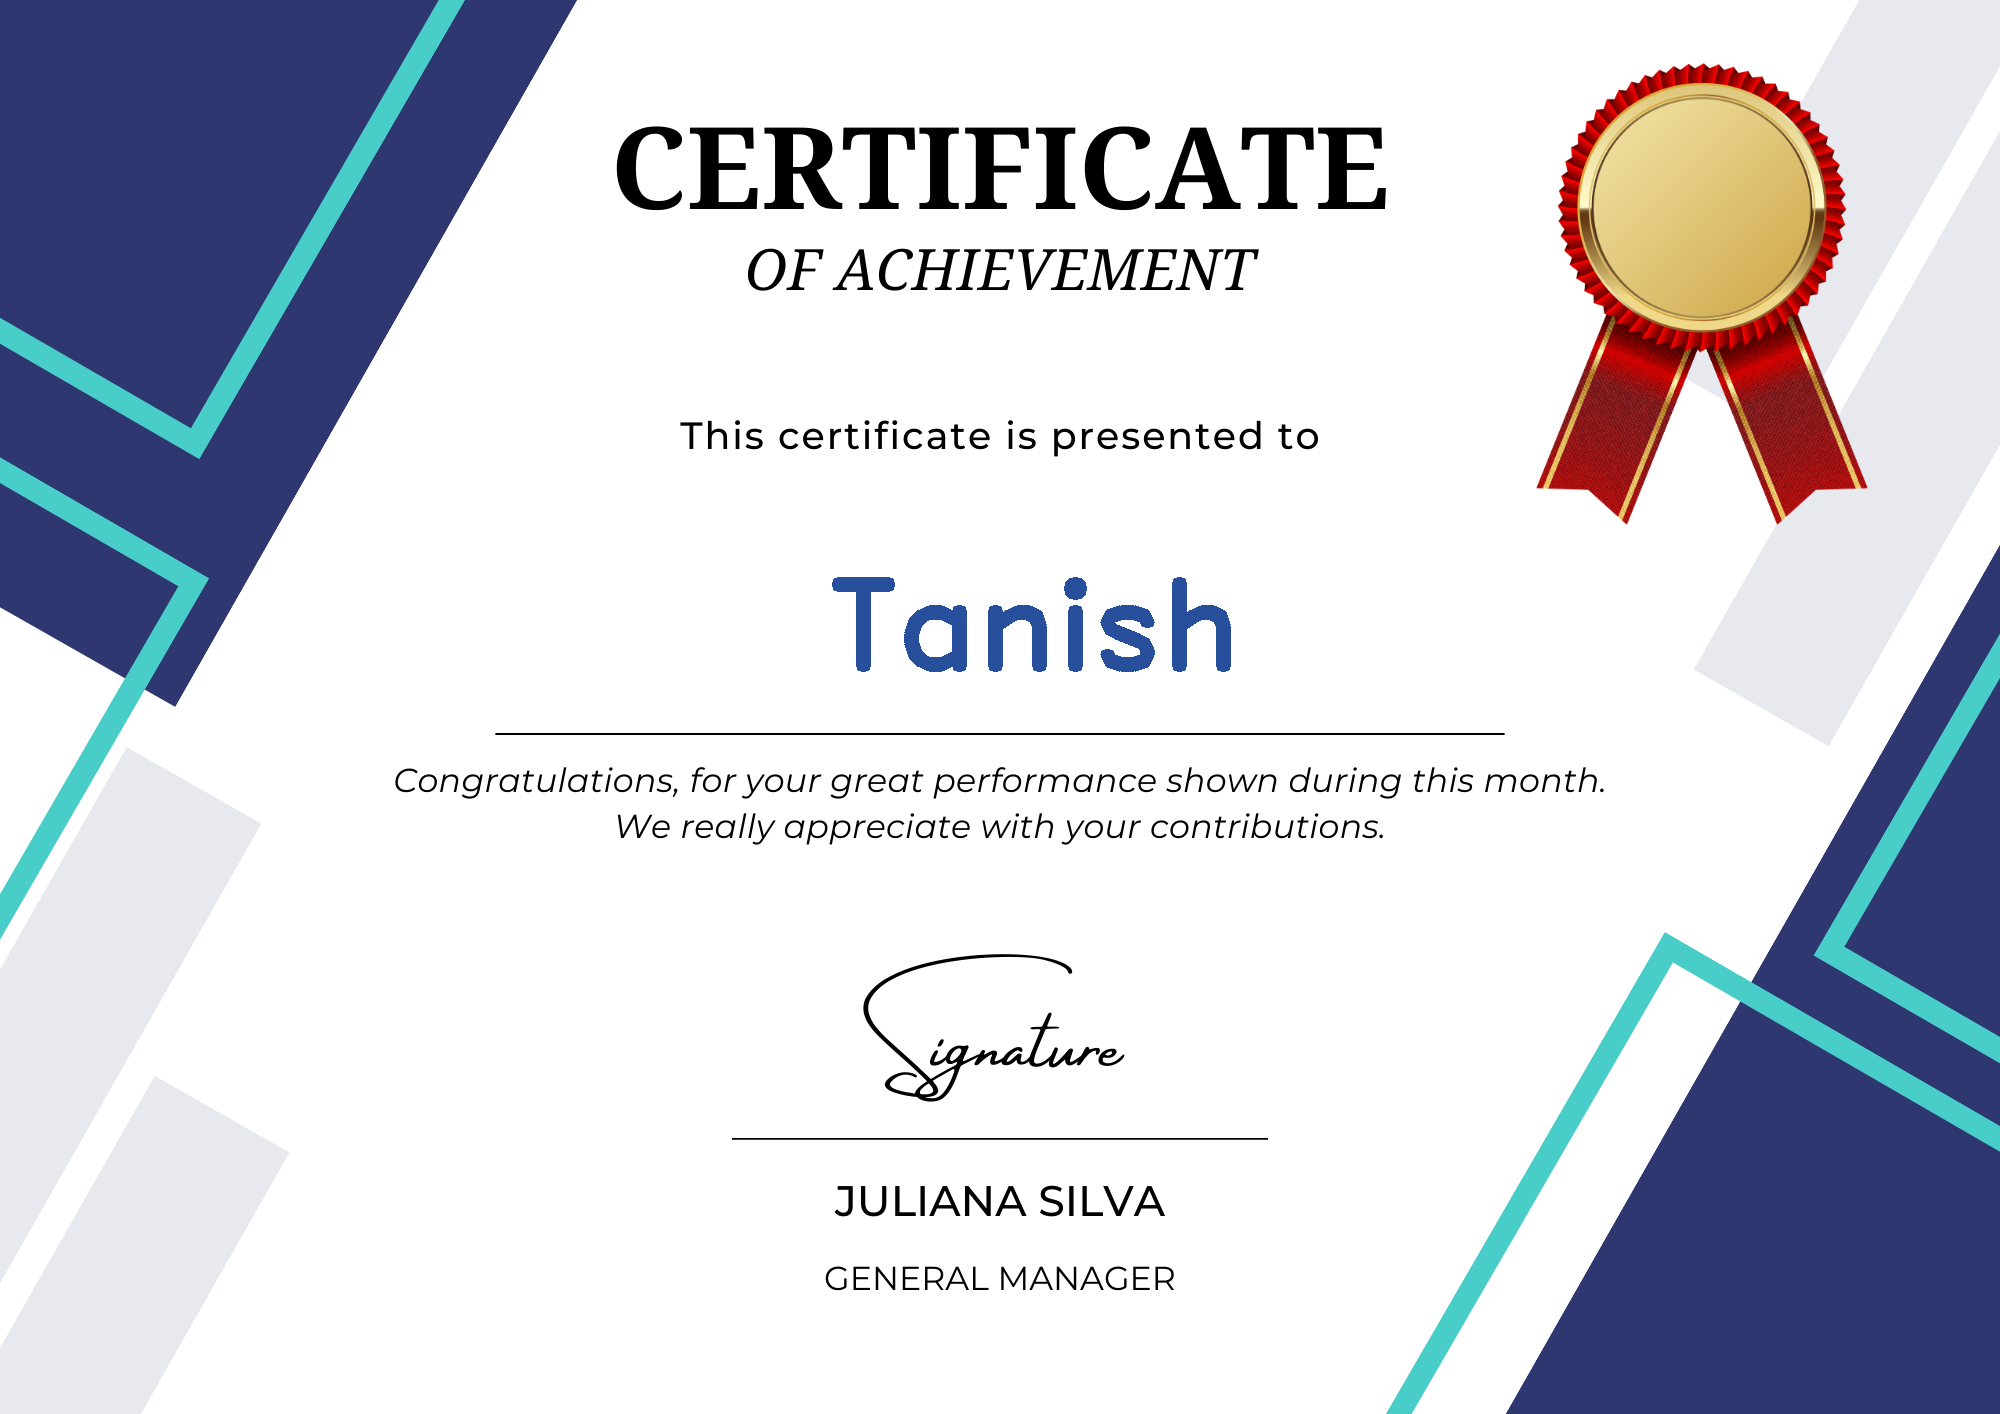 CERTIFICATE
OF ACHIEVEMENT
This certificate is presented to
Tanish
Congratulations, for your great performance shown during this month.
We really appreciate with your contributions.
Signature
JULIANA SILVA
GENERAL MANAGER